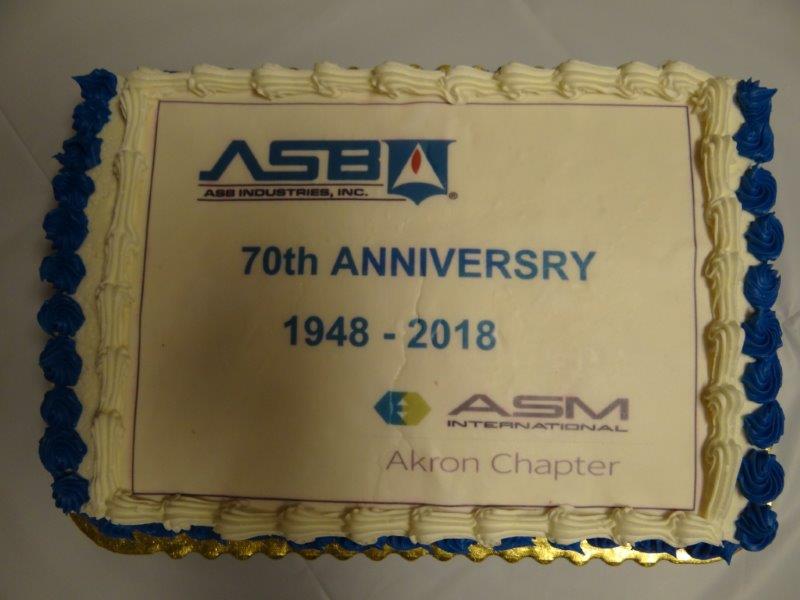 ASB
ASB INDUSTRIES, INC. ®
70th ANNIVERSRY
1948 - 2018
ASM
INTERNATIONAL
Akron Chapter